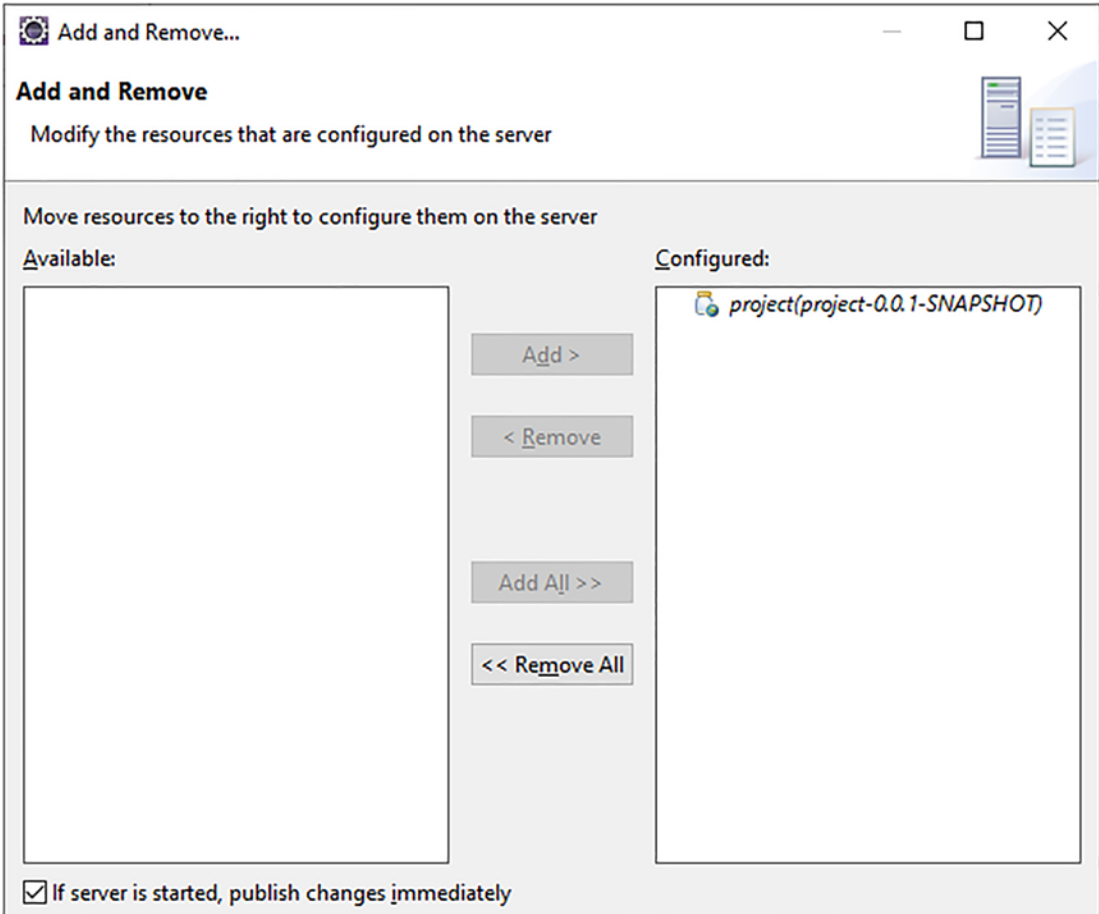 Add and Remove...
Add and Remove
Modify the resources that are configured on the server
Move resources to the right to configure them on the server
Available:
Configured:
project(project-0.0.1-SNAPSHOT)
Add >
< Remove
Add All >>
<< Remove All
If server is started, publish changes immediately